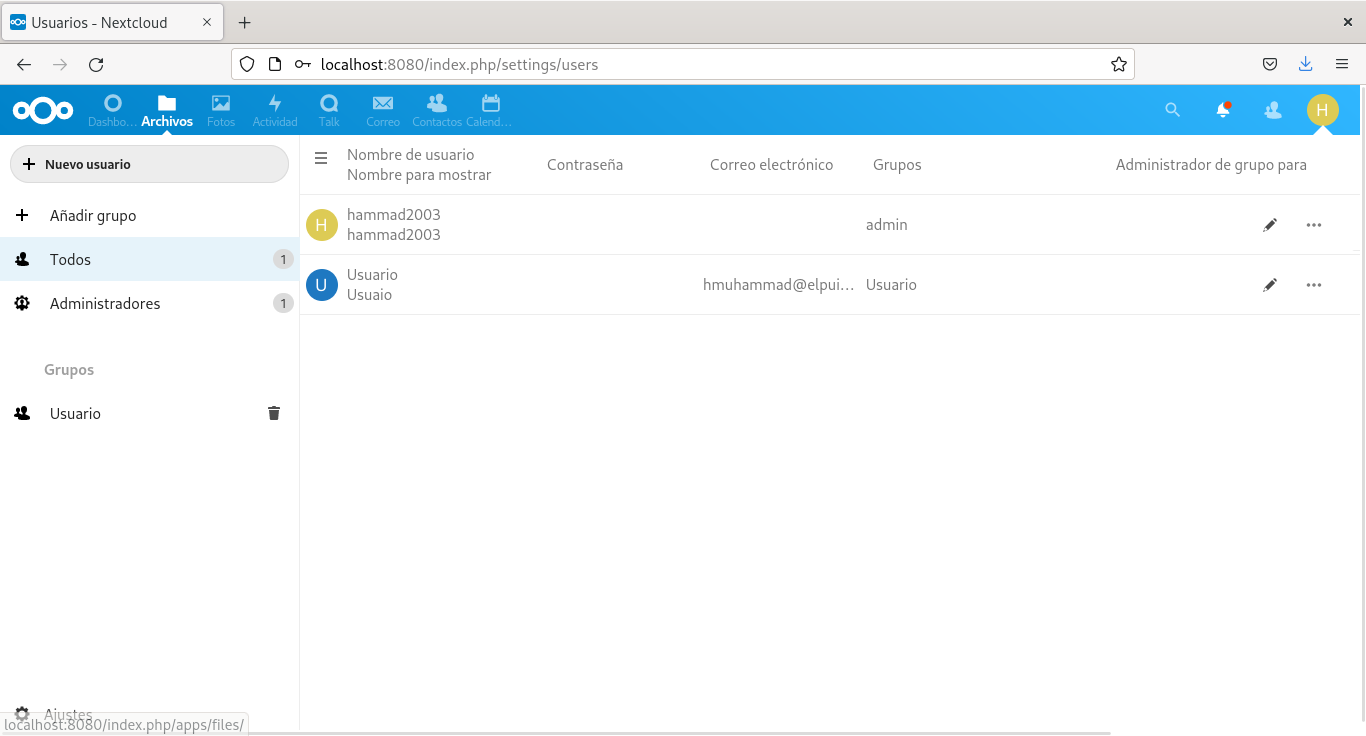 Usuarios - Nextcloud
localhost:8080/index.php/settings/users
Dashbo...
Archivos
Fotos
Actividad
Talk
Correo
Contactos
Calend...
H
Nuevo usuario
Añadir grupo
Todos 1
Administradores 1
Grupos
Usuario
Nombre de usuario
Nombre para mostrar
Contraseña
Correo electrónico
Grupos
Administrador de grupo para
H
hammad2003
hammad2003
admin
U
Usuario
Usuaio
hmuhammad@elpui...
Usuario
Ajustes
localhost:8080/index.php/apps/files/